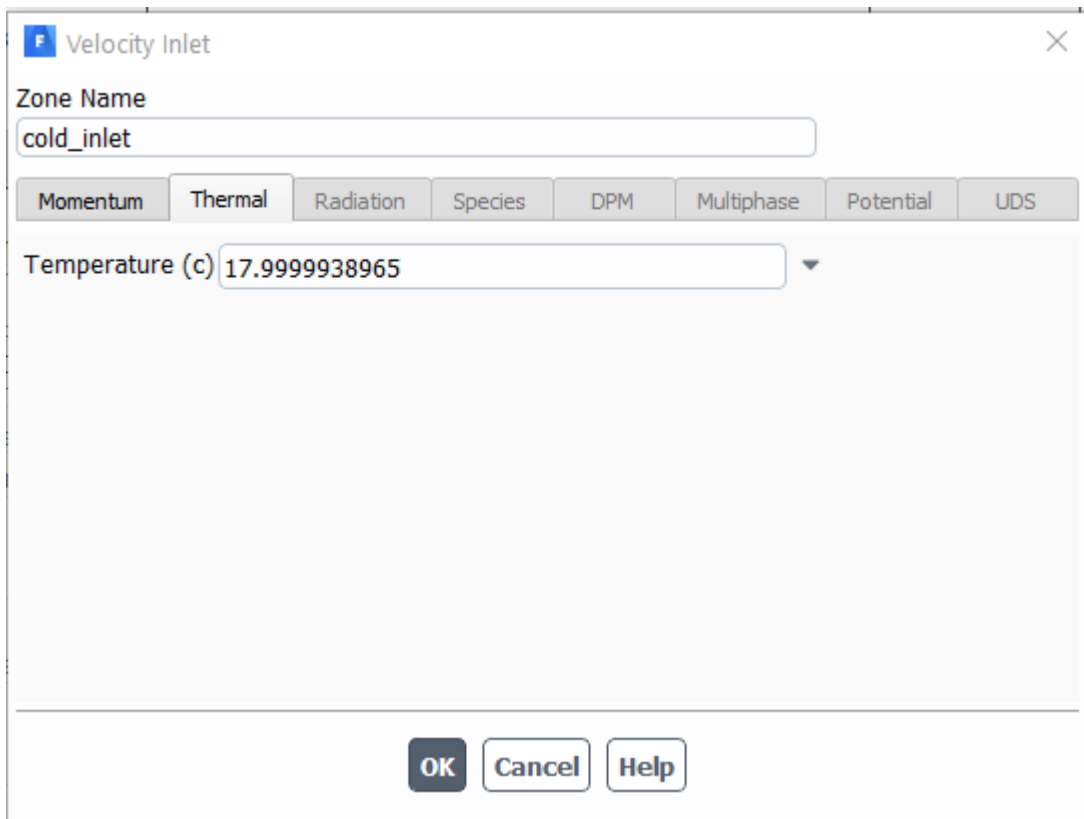 F Velocity Inlet
Zone Name
cold_inlet
Momentum Thermal Radiation Species DPM Multiphase Potential UDS
Temperature (c) 17.9999938965
OK Cancel Help